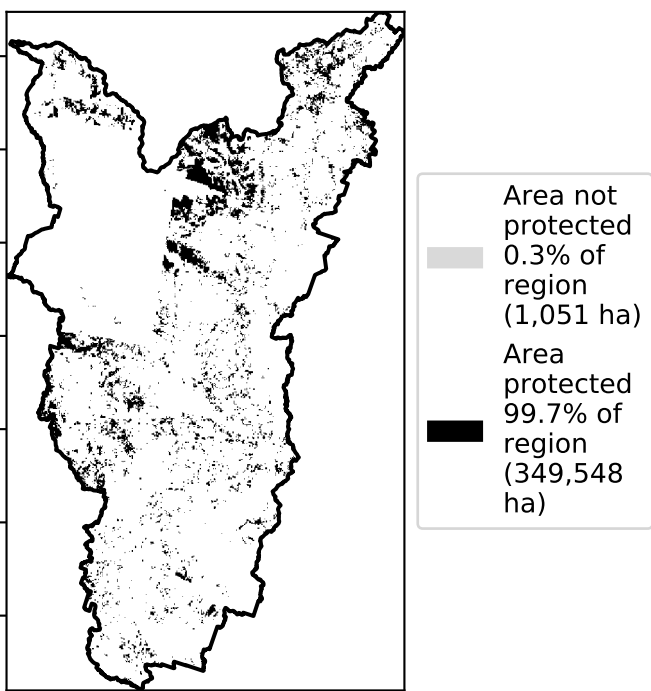 Area not
protected
0.3% of
region
(1,051 ha)
Area
protected
99.7% of
region
(349,548
ha)